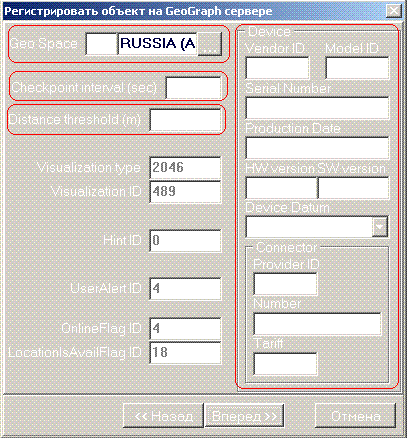 Регистрировать объект на GeoGraph сервере
Geo Space RUSSIA (A ...
Checkpoint interval (sec)
Distance threshold (m)
Visualization type 2046
Visualization ID 489
Hint ID 0
UserAlert ID 4
OnlineFlag ID 4
LocationIsAvailFlag ID 18
Device
Vendor ID Model ID
Serial Number
Production Date
HW version SW version
Device Datum
Connector
Provider ID
Number
Tariff
<< Назад Вперед >> Отмена